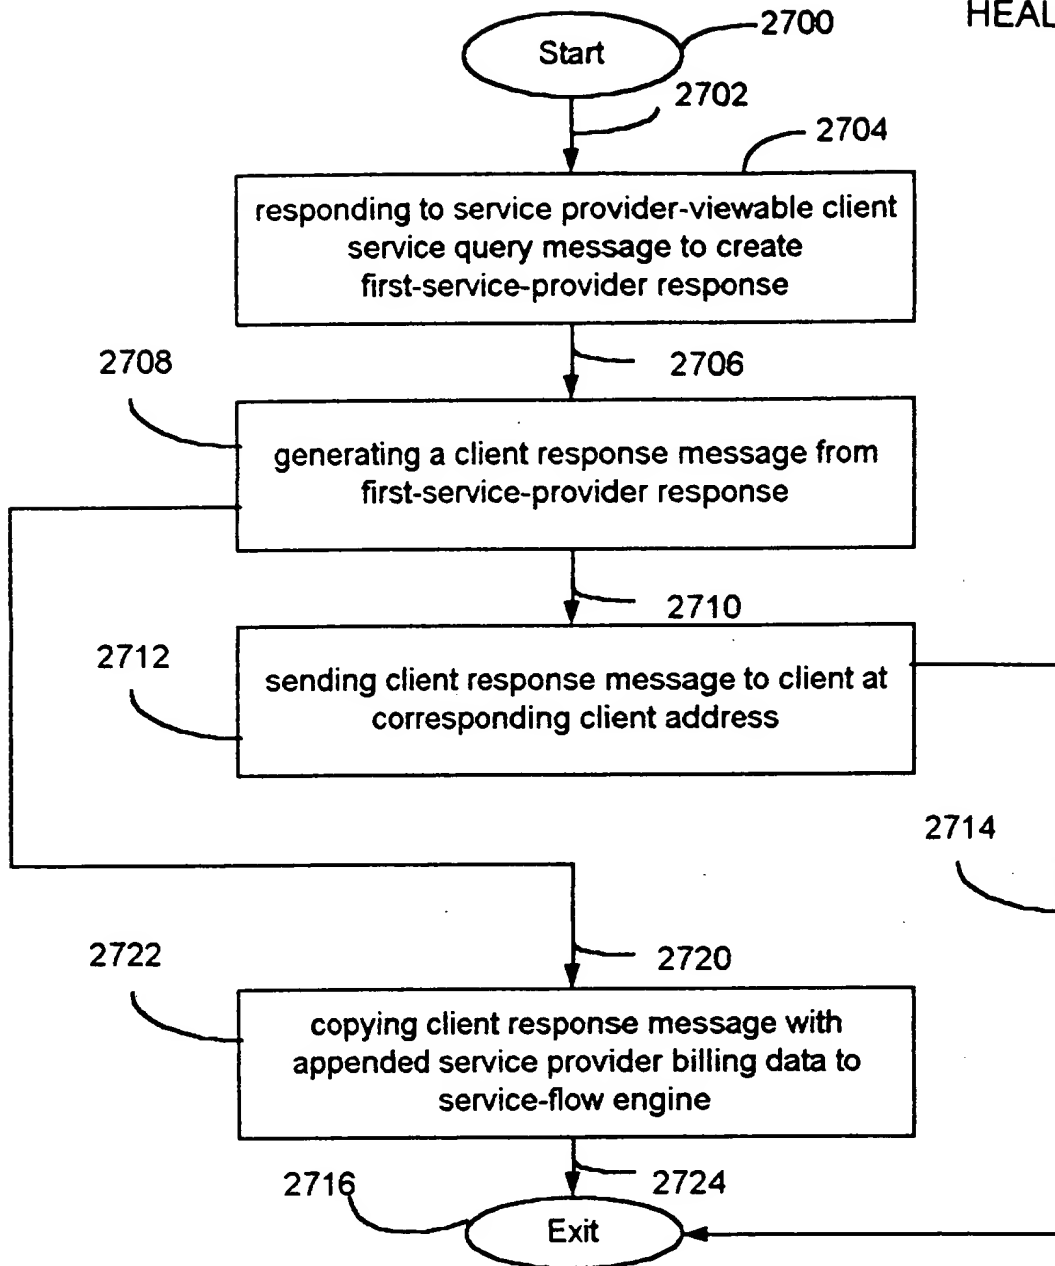 HEAL
Start
2700
2702
2704
responding to service provider-viewable client
service query message to create
first-service-provider response
2706
2708
generating a client response message from
first-service-provider response
2710
2712
sending client response message to client at
corresponding client address
2714
2720
2722
copying client response message with
appended service provider billing data to
service-flow engine
2724
2716
Exit